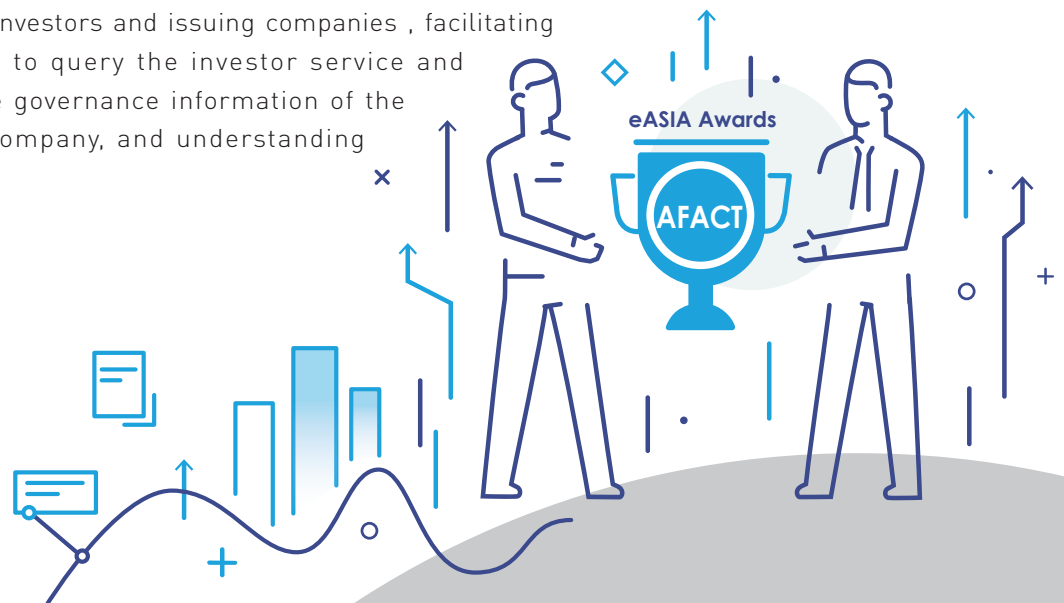 nvestors and issuing companies , facilitating
to query the investor service and
governance information of the
ompany, and understanding
eASIA Awards
AFACT